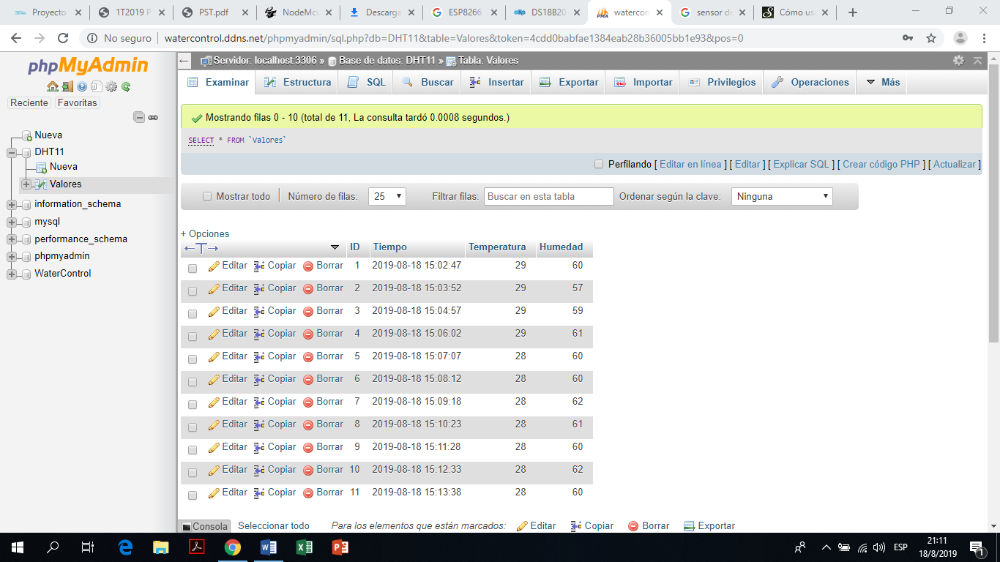 Proyecto
1T2019 P
PST.pdf
NodeMcu
Descarga
ESP8266
DS18B20
watercon
sensor de
Cómo us
No seguro | watercontrol.ddns.net/phpmyadmin/sql.php?db=DHT11&table=Valores&token=4cdd0babfae1384eab28b36005bb1e93&pos=0
phpMyAdmin
Reciente Favoritas
Nueva
DHT11
Nueva
Valores
information_schema
mysql
performance_schema
phpmyadmin
WaterControl
Servidor: localhost:3306 » Base de datos: DHT11 » Tabla: Valores
Examinar Estructura SQL Buscar Insertar Exportar Importar Privilegios Operaciones Más
Mostrando filas 0 - 10 (total de 11, La consulta tardó 0.0008 segundos.)
SELECT * FROM `Valores`
Perfilando [ Editar en línea ] [ Editar ] [ Explicar SQL ] [ Crear código PHP ] [ Actualizar ]
Mostrar todo Número de filas: 25 Filtrar filas: Buscar en esta tabla Ordenar según la clave: Ninguna
+ Opciones
←T→ ID Tiempo Temperatura Humedad
Editar Copiar Borrar 1 2019-08-18 15:02:47 29 60
Editar Copiar Borrar 2 2019-08-18 15:03:52 29 57
Editar Copiar Borrar 3 2019-08-18 15:04:57 29 59
Editar Copiar Borrar 4 2019-08-18 15:06:02 29 61
Editar Copiar Borrar 5 2019-08-18 15:07:07 28 60
Editar Copiar Borrar 6 2019-08-18 15:08:12 28 60
Editar Copiar Borrar 7 2019-08-18 15:09:18 28 62
Editar Copiar Borrar 8 2019-08-18 15:10:23 28 61
Editar Copiar Borrar 9 2019-08-18 15:11:28 28 60
Editar Copiar Borrar 10 2019-08-18 15:12:33 28 62
Editar Copiar Borrar 11 2019-08-18 15:13:38 28 60
Consola Seleccionar todo Para los elementos que están marcados: Editar Copiar Borrar Exportar
ESP
21:11
18/8/2019
1